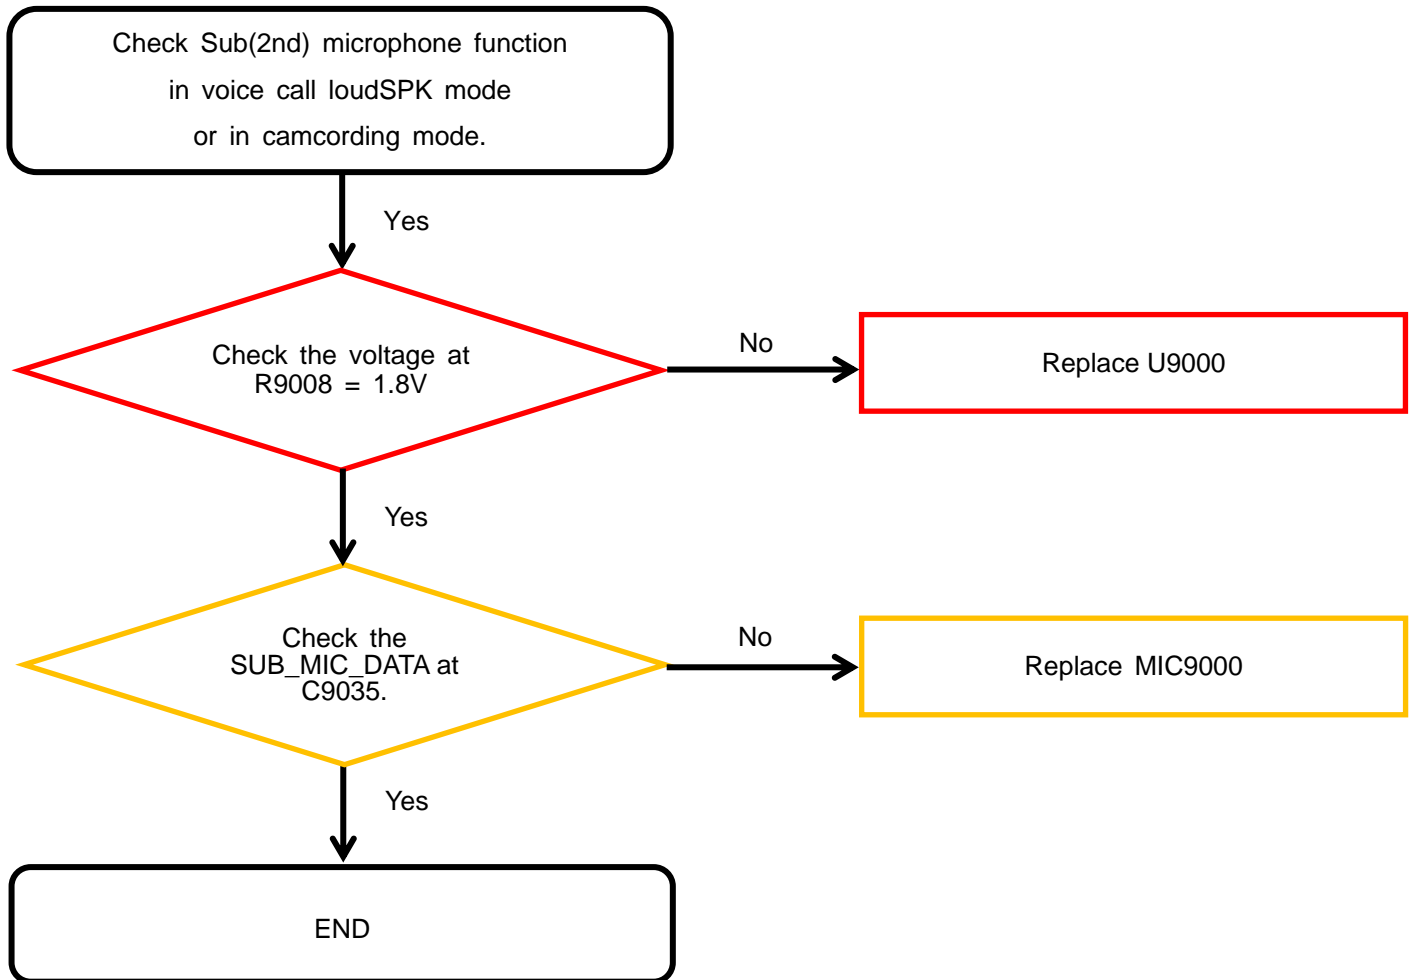 Check Sub(2nd) microphone function
in voice call loudSPK mode
or in camcording mode.
Yes
Check the voltage at
R9008 = 1.8V
No
Replace U9000
Yes
Check the
SUB_MIC_DATA at
C9035.
No
Replace MIC9000
Yes
END